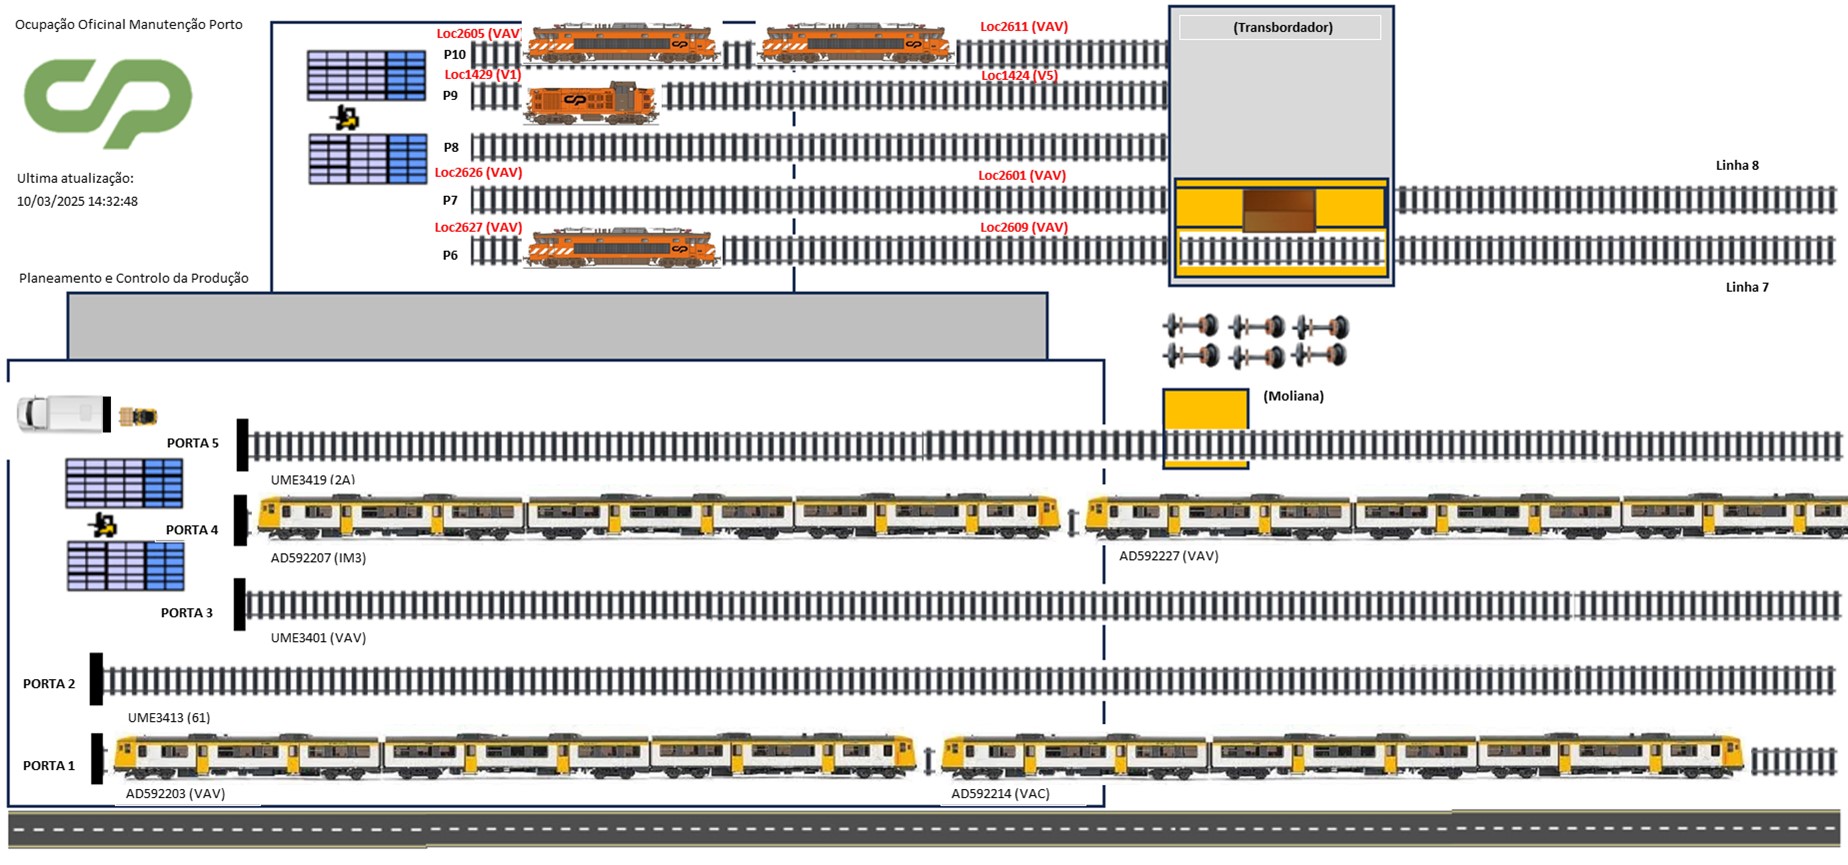 Ocupação Oficinal Manutenção Porto
CP
Ultima atualização:
10/03/2025 14:32:48
Planeamento e Controlo da Produção
Loc2605 (VAV)
Loc2611 (VAV)
P10
Loc1429 (V1)
Loc1424 (V5)
P9
P8
Loc2626 (VAV)
Loc2601 (VAV)
P7
Loc2627 (VAV)
Loc2609 (VAV)
P6
(Transbordador)
Linha 8
Linha 7
(Moliana)
PORTA 5
UME3419 (2A)
PORTA 4
AD592207 (IM3)
AD592227 (VAV)
PORTA 3
UME3401 (VAV)
PORTA 2
UME3413 (61)
PORTA 1
AD592203 (VAV)
AD592214 (VAC)